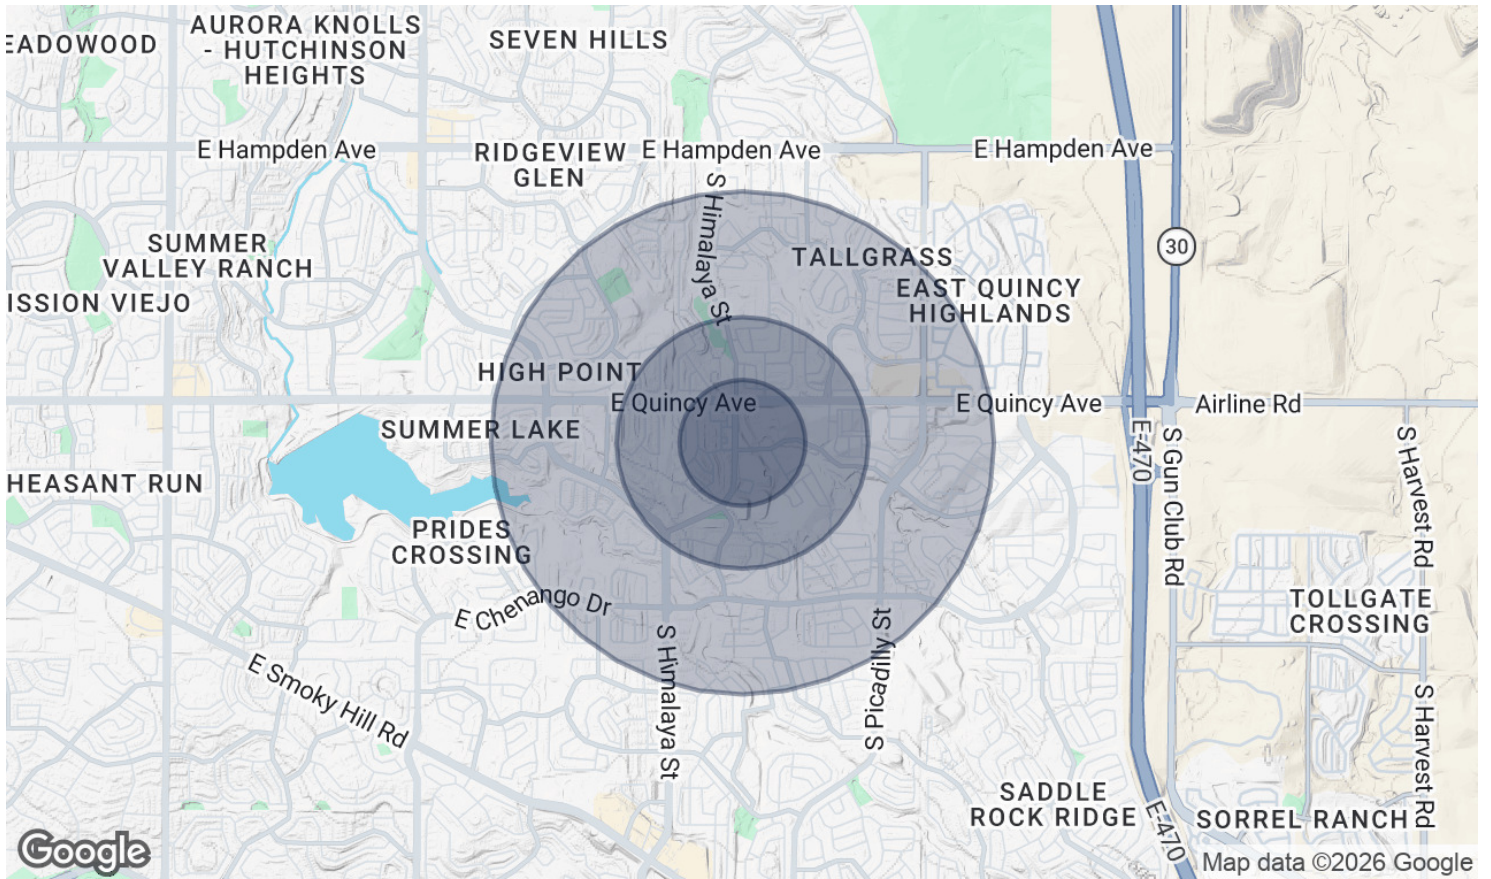 AURORA KNOLLS
- HUTCHINSON
HEIGHTS
EADOWOOD
SEVEN HILLS
E Hampden Ave
RIDGEVIEW
GLEN
E Hampden Ave
E Hampden Ave
S Himalaya St
SUMMER
VALLEY RANCH
TALLGRASS
30
EAST QUINCY
HIGHLANDS
ISSION VIEJO
HIGH POINT
E Quincy Ave
E Quincy Ave
Airline Rd
SUMMER LAKE
E-470
S Gun Club Rd
S Harvest Rd
HEASANT RUN
PRIDES
CROSSING
E Chenango Dr
TOLLGATE
CROSSING
S Himalaya St
S Picadilly St
E Smoky Hill Rd
S Harvest Rd
SADDLE
ROCK RIDGE
E-470
SORREL RANCH
Google
Map data ©2026 Google